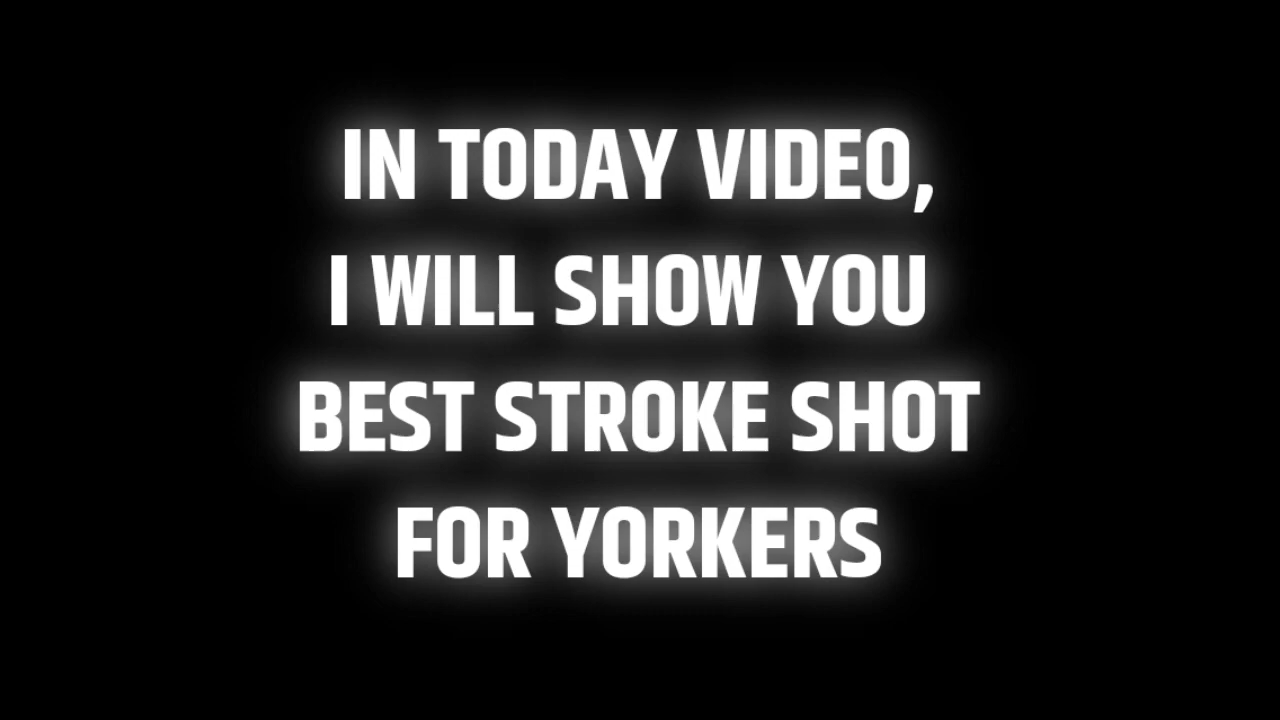 IN TODAY VIDEO,
I WILL SHOW YOU
BEST STROKE SHOT
FOR YORKERS